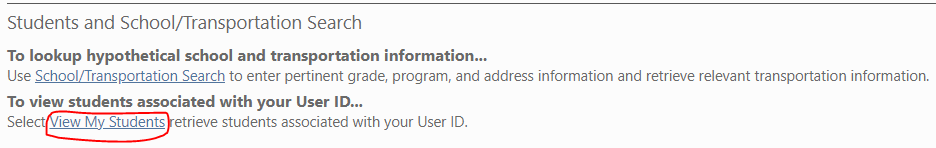 Students and School/Transportation Search
To lookup hypothetical school and transportation information...
Use School/Transportation Search to enter pertinent grade, program, and address information and retrieve relevant transportation information.
To view students associated with your User ID...
Select View My Students retrieve students associated with your User ID.